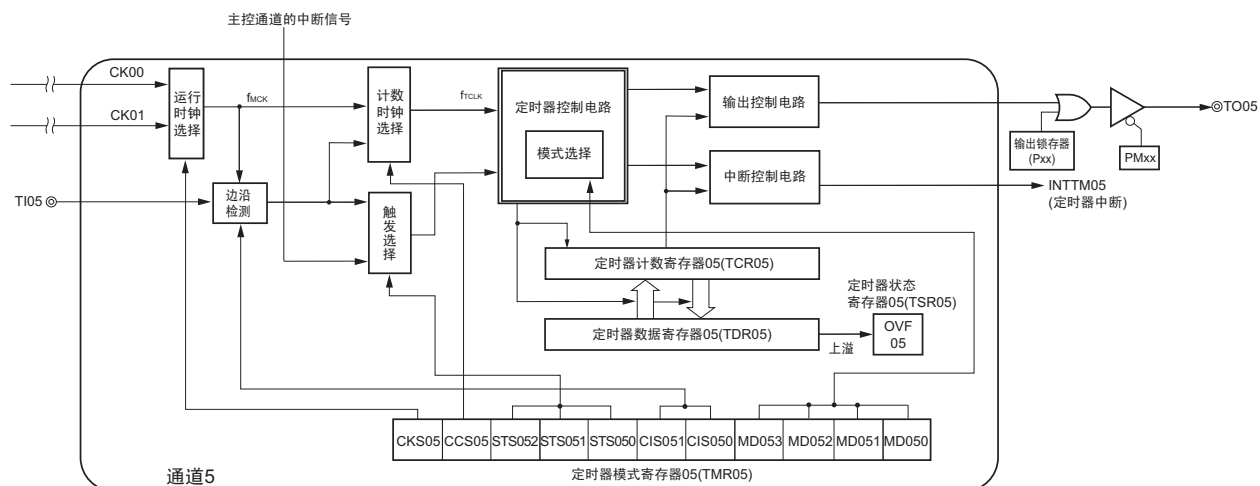 主控通道的中断信号
CK00
CK01
运行
时钟
选择
fMCK
计数
时钟
选择
fTCLK
定时器控制电路
模式选择
输出控制电路
中断控制电路
输出锁存器
(Pxx)
PMxx
TO05
INTTM05
(定时器中断)
TI05
边沿
检测
触
发
选
择
定时器计数寄存器05(TCR05)
定时器数据寄存器05(TDR05)
定时器状态
寄存器05(TSR05)
上溢
OVF
05
CKS05 CCS05 STS052 STS051 STS050 CIS051 CIS050 MD053 MD052 MD051 MD050
定时器模式寄存器05(TMR05)
通道5